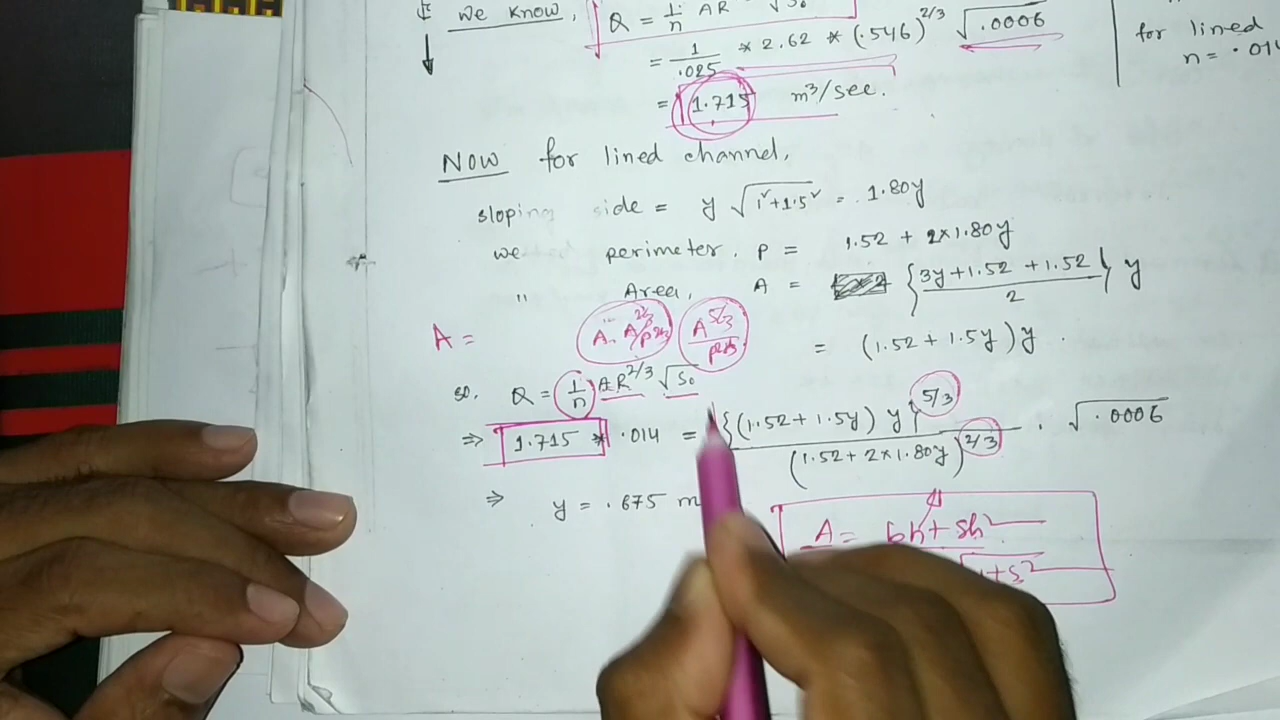 we know, Q = 1/n AR √S₀
= 1/.025 * 2.62 * (.546)^2/3 √.0006
= 1.715 m³/sec.
for lined
n = .014
NOW for lined channel,
sloping side = y √1²+1.5² = 1.80y
we perimeter, P = 1.52 + 2×1.80y
" Area, A = {3y+1.52+1.52/2} y
A = A. A^2/3/P^2/3 A^5/3/P^2/3
= (1.52 + 1.5y) y.
so. Q = 1/n AR^2/3 √S₀
⇒ 1.715 * .014 = {(1.52 + 1.5y) y}^5/3 / (1.52 + 2×1.80y)^2/3 . √.0006
⇒ y = .675 m
A = bh + sh²
+s²